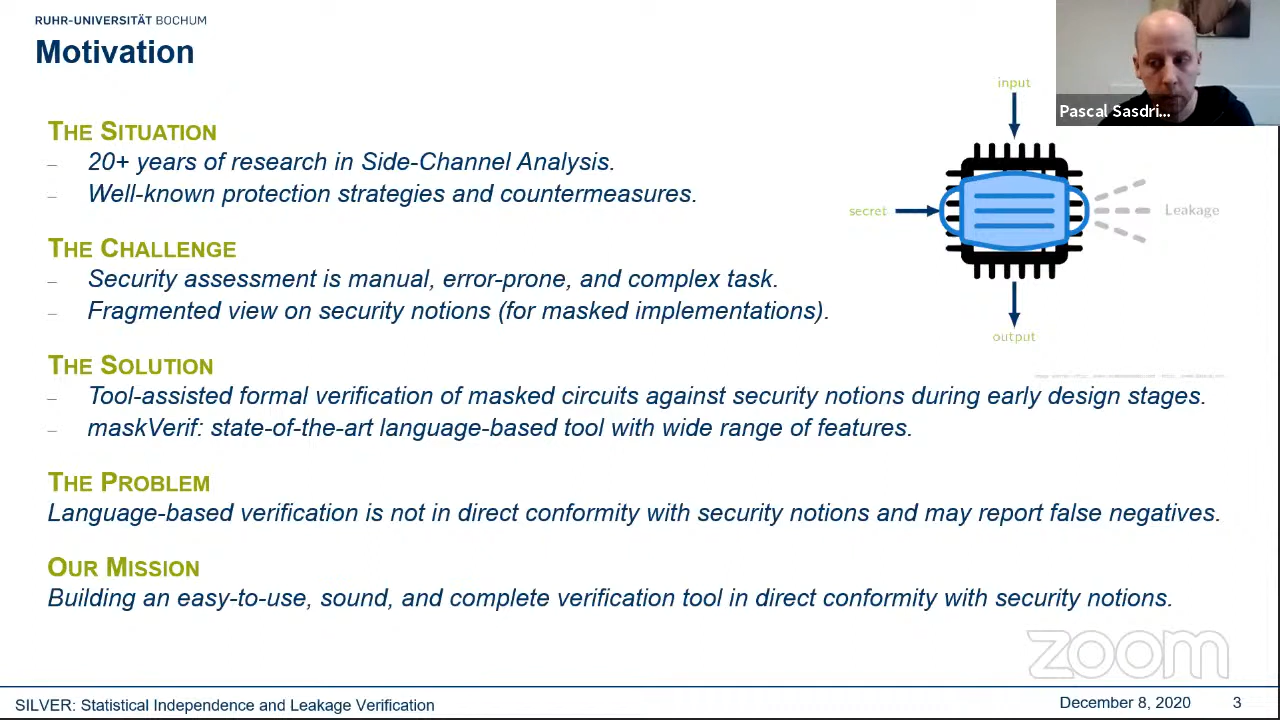 RUHR-UNIVERSITÄT BOCHUM
Motivation
input
Pascal Sasdri...
THE SITUATION
– 20+ years of research in Side-Channel Analysis.
– Well-known protection strategies and countermeasures.
secret
Leakage
THE CHALLENGE
– Security assessment is manual, error-prone, and complex task.
– Fragmented view on security notions (for masked implementations).
output
THE SOLUTION
– Tool-assisted formal verification of masked circuits against security notions during early design stages.
– maskVerif: state-of-the-art language-based tool with wide range of features.
THE PROBLEM
Language-based verification is not in direct conformity with security notions and may report false negatives.
OUR MISSION
Building an easy-to-use, sound, and complete verification tool in direct conformity with security notions.
zoom
SILVER: Statistical Independence and Leakage Verification
December 8, 2020 3